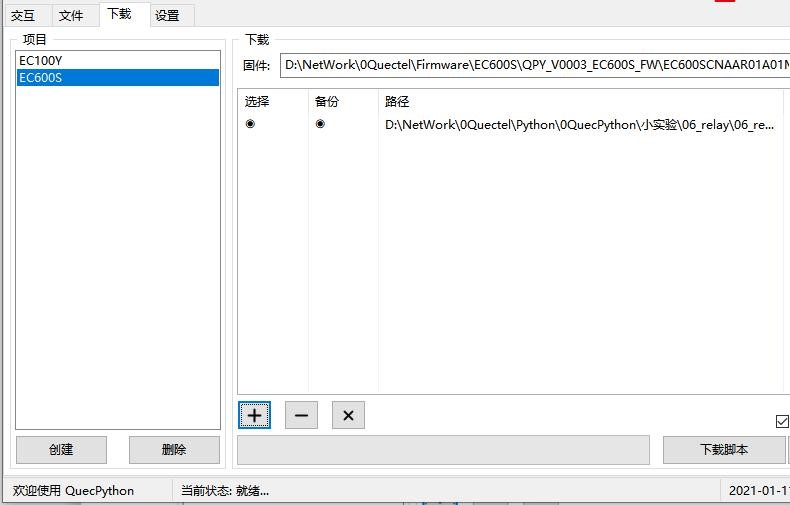 交互 文件 下载 设置
项目
EC100Y
EC600S
创建 删除
下载
固件: D:\NetWork\0Quectel\Firmware\EC600S\QPY_V0003_EC600S_FW\EC600SCNAAR01A01M
选择 备份 路径
D:\NetWork\0Quectel\Python\0QuecPython\小实验\06_relay\06_re...
下载脚本
欢迎使用 QuecPython 当前状态: 就绪... 2021-01-1